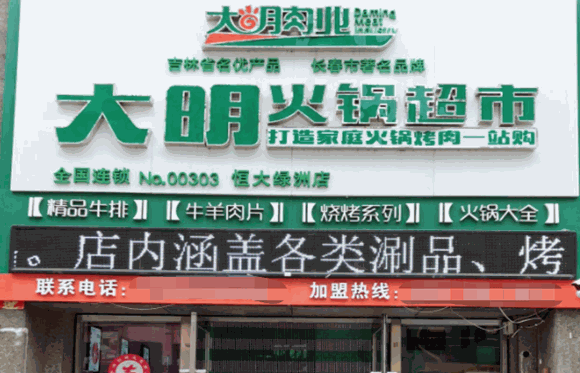 大明肉业
Daming
Meat
Industry
吉林省名优产品 长春市著名品牌
大明火锅超市
打造家庭火锅烤肉一站购
全国连锁 No.00303 恒大绿洲店
【精品牛排】 【牛羊肉片】 【烧烤系列】 【火锅大全】
。店内涵盖各类涮品、烤
联系电话: 加盟热线: